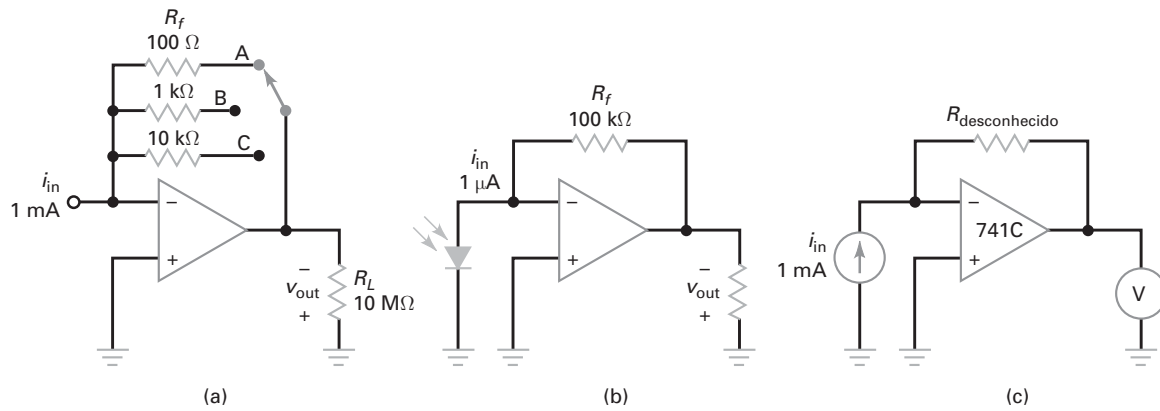 R_f
100 Ω
A
1 kΩ
B
10 kΩ
C
i_in
1 mA
−
+
−
v_out
+
R_L
10 MΩ
(a)
R_f
100 kΩ
i_in
1 μA
−
+
−
v_out
+
(b)
R_desconhecido
−
741C
+
i_in
1 mA
V
(c)